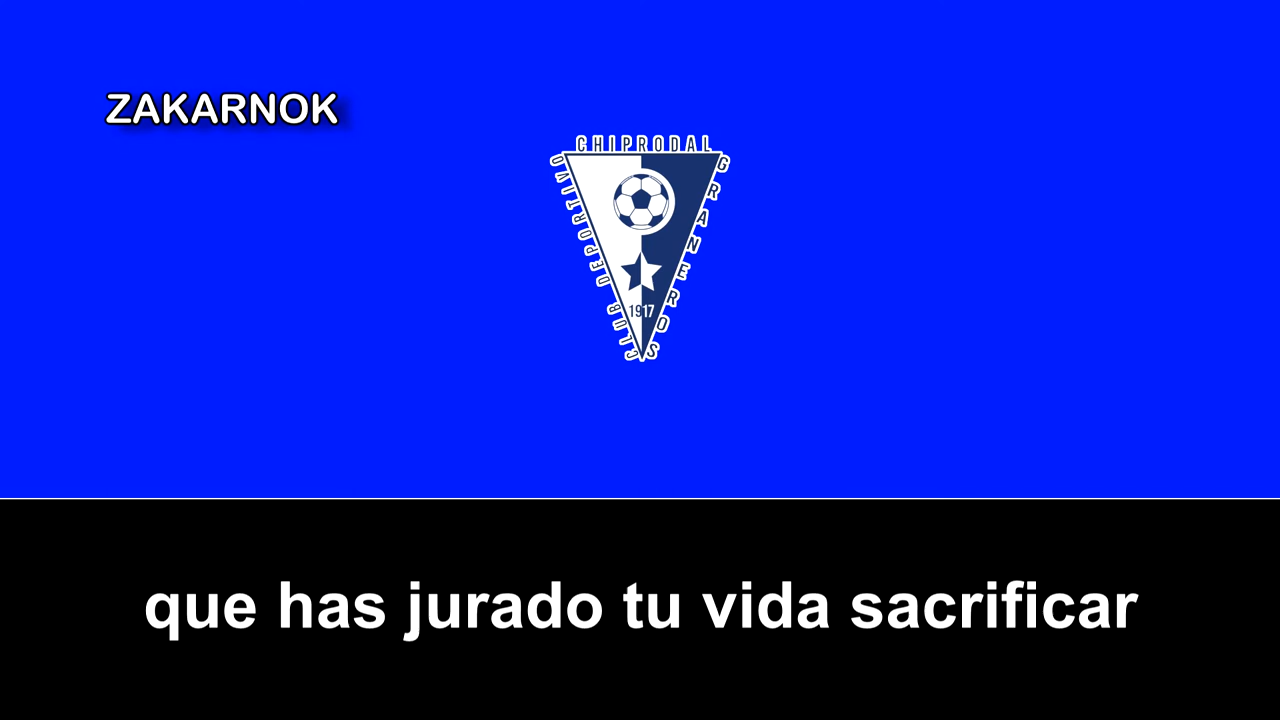 ZAKARNOK
CHIPRODAL
CLUB DEPORTIVO
GRANEROS
1917
que has jurado tu vida sacrificar